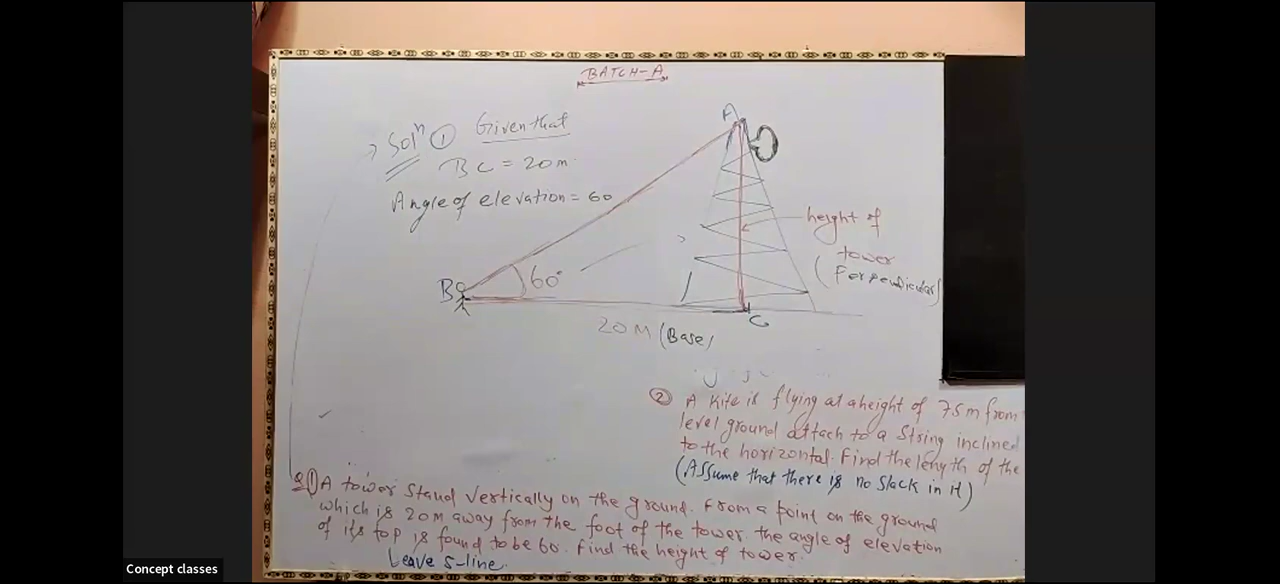 BATCH-A
Solⁿ ① Given that
BC = 20m
Angle of elevation = 60
A
height of
tower
(Perpendicular)
B
60°
C
20 M (Base)
② A kite is flying at a height of 75m from
level ground attach to a string inclined
to the horizontal. Find the length of the
(Assume that there is no slack in it)
Q① A tower stand vertically on the ground. From a point on the ground
which is 20M away from the foot of the tower. the angle of elevation
of its top is found to be 60. Find the height of tower.
Leave 5-line.
Concept classes